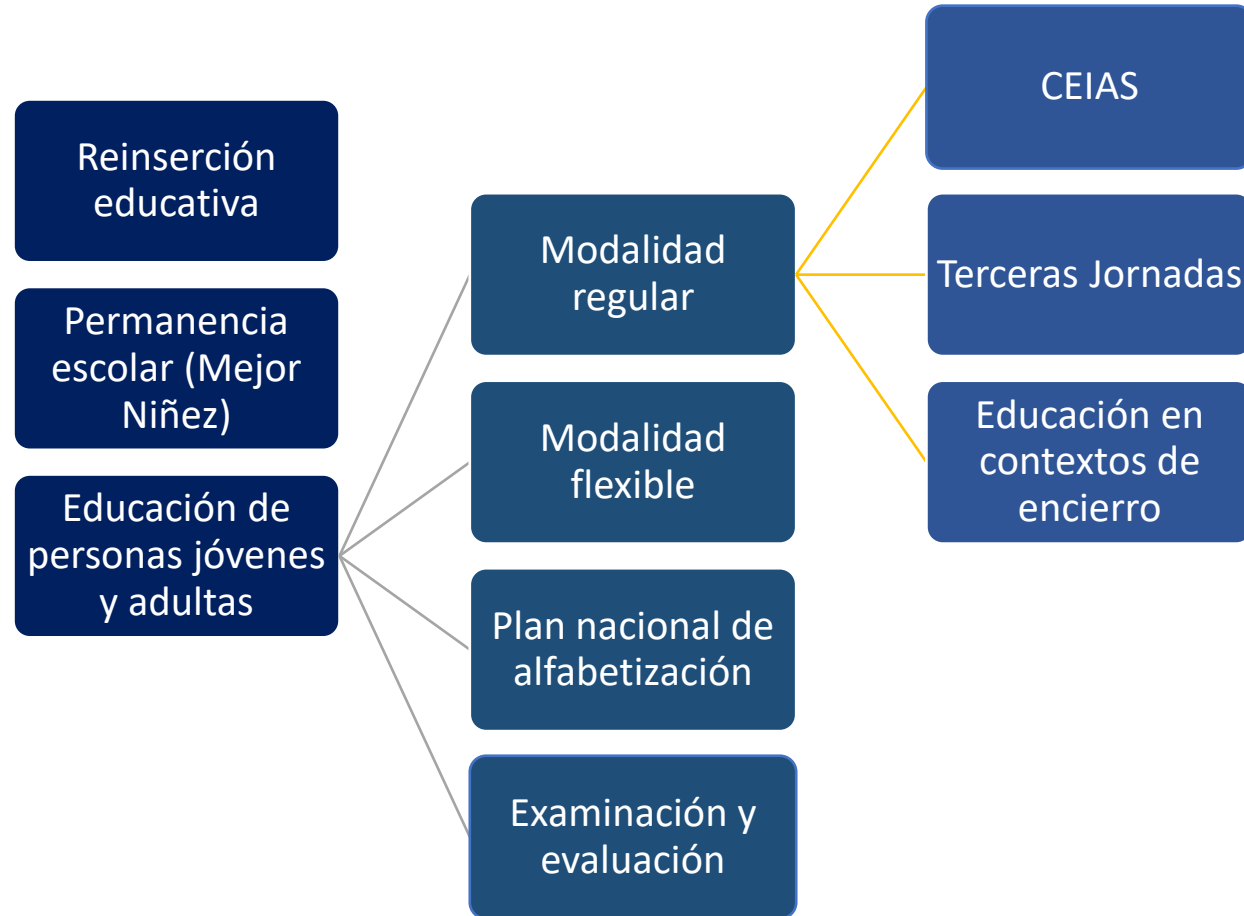 Reinserción
educativa
Permanencia
escolar (Mejor
Niñez)
Educación de
personas jóvenes
y adultas
Modalidad
regular
Modalidad
flexible
Plan nacional de
alfabetización
Examinación y
evaluación
CEIAS
Terceras Jornadas
Educación en
contextos de
encierro